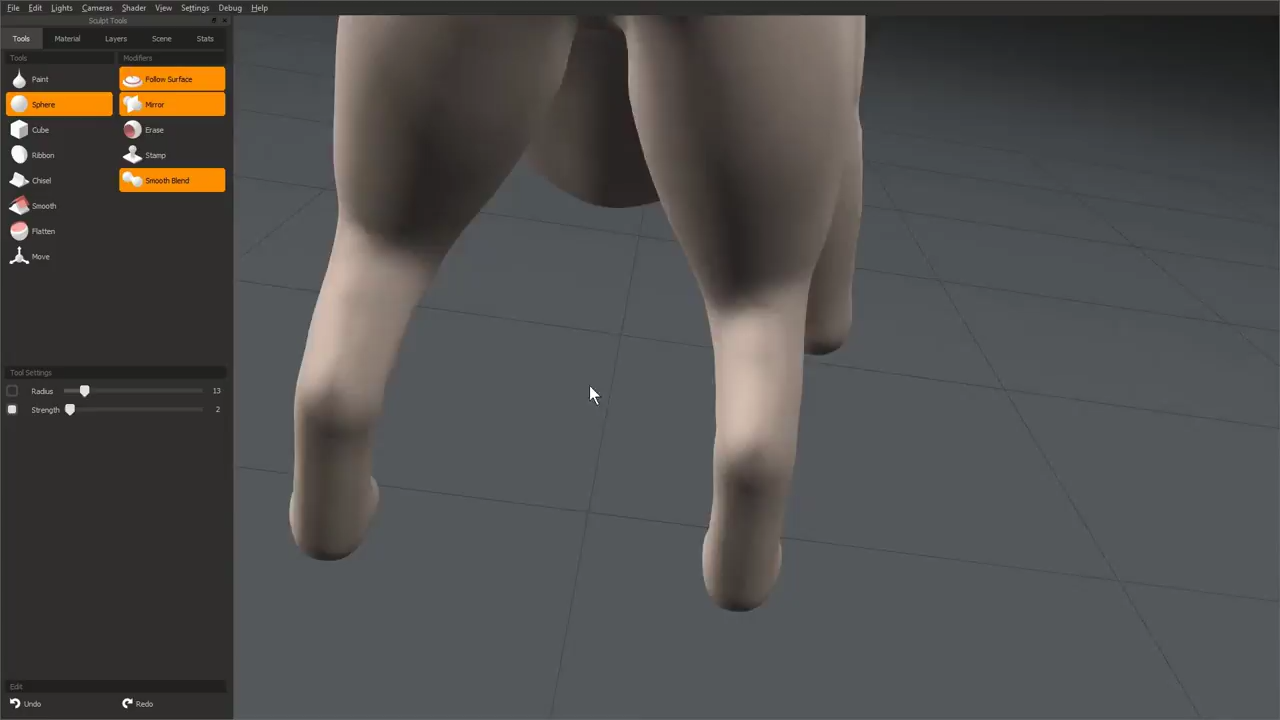 File Edit Lights Cameras Shader View Settings Debug Help
Sculpt Tools
Tools Material Layers Scene Stats
Tools Modifiers
Paint Follow Surface
Sphere Mirror
Cube Erase
Ribbon Stamp
Chisel Smooth Blend
Smooth
Flatten
Move
Tool Settings
Radius 13
Strength 2
Edit
Undo Redo